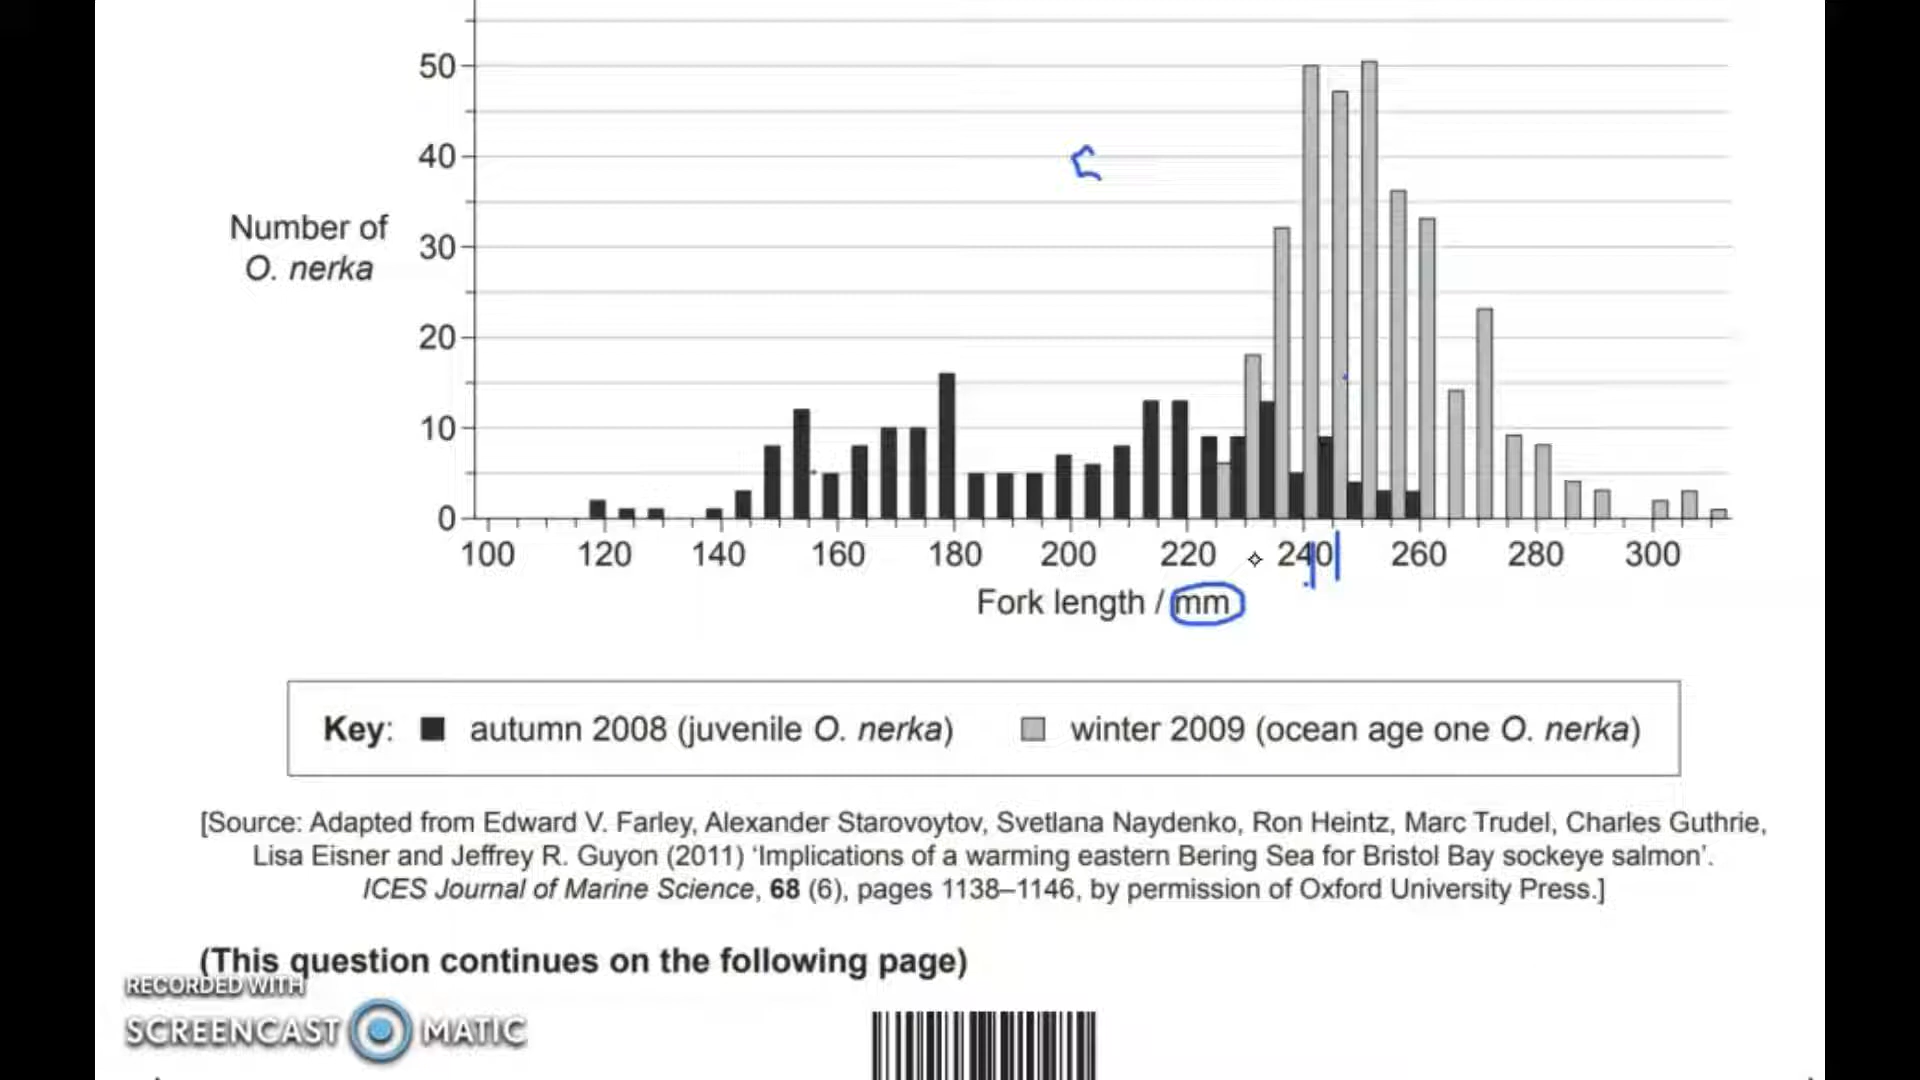 50
40
Number of
O. nerka
30
20
10
0
100 120 140 160 180 200 220 240 260 280 300
Fork length / mm
Key: autumn 2008 (juvenile O. nerka) winter 2009 (ocean age one O. nerka)
[Source: Adapted from Edward V. Farley, Alexander Starovoytov, Svetlana Naydenko, Ron Heintz, Marc Trudel, Charles Guthrie,
Lisa Eisner and Jeffrey R. Guyon (2011) ‘Implications of a warming eastern Bering Sea for Bristol Bay sockeye salmon’.
ICES Journal of Marine Science, 68 (6), pages 1138–1146, by permission of Oxford University Press.]
(This question continues on the following page)
RECORDED WITH
SCREENCAST MATIC